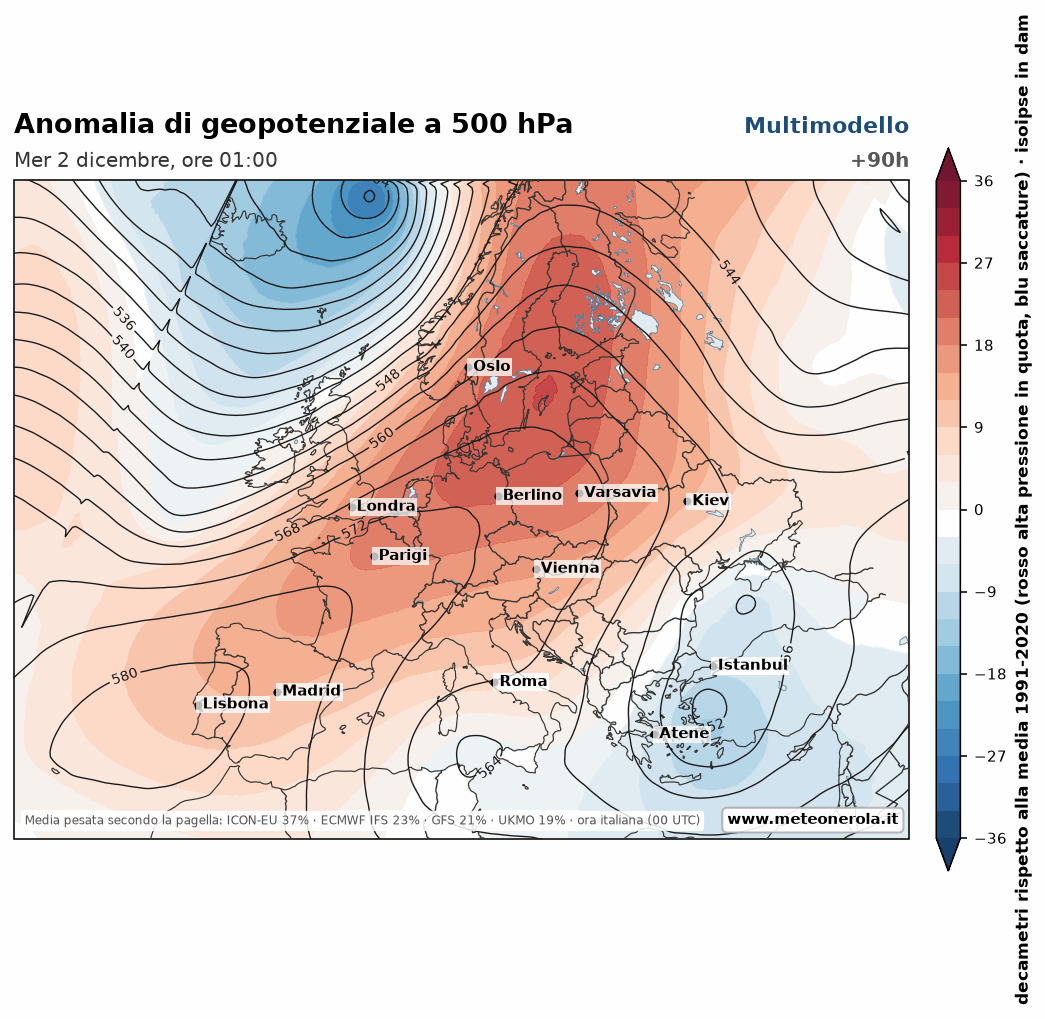 Anomalia di geopotenziale a 500 hPa
Multimodello
Mer 2 dicembre, ore 01:00
+90h
536
540
544
548
560
568
572
580
564
Oslo
Londra
Berlino
Varsavia
Kiev
Parigi
Vienna
Istanbul
Roma
Madrid
Lisbona
Atene
Media pesata secondo la pagella: ICON-EU 37% · ECMWF IFS 23% · GFS 21% · UKMO 19% · ora italiana (00 UTC)
www.meteonerola.it
36
27
18
9
0
−9
−18
−27
−36
decametri rispetto alla media 1991-2020 (rosso alta pressione in quota, blu saccature) · isoipse in dam